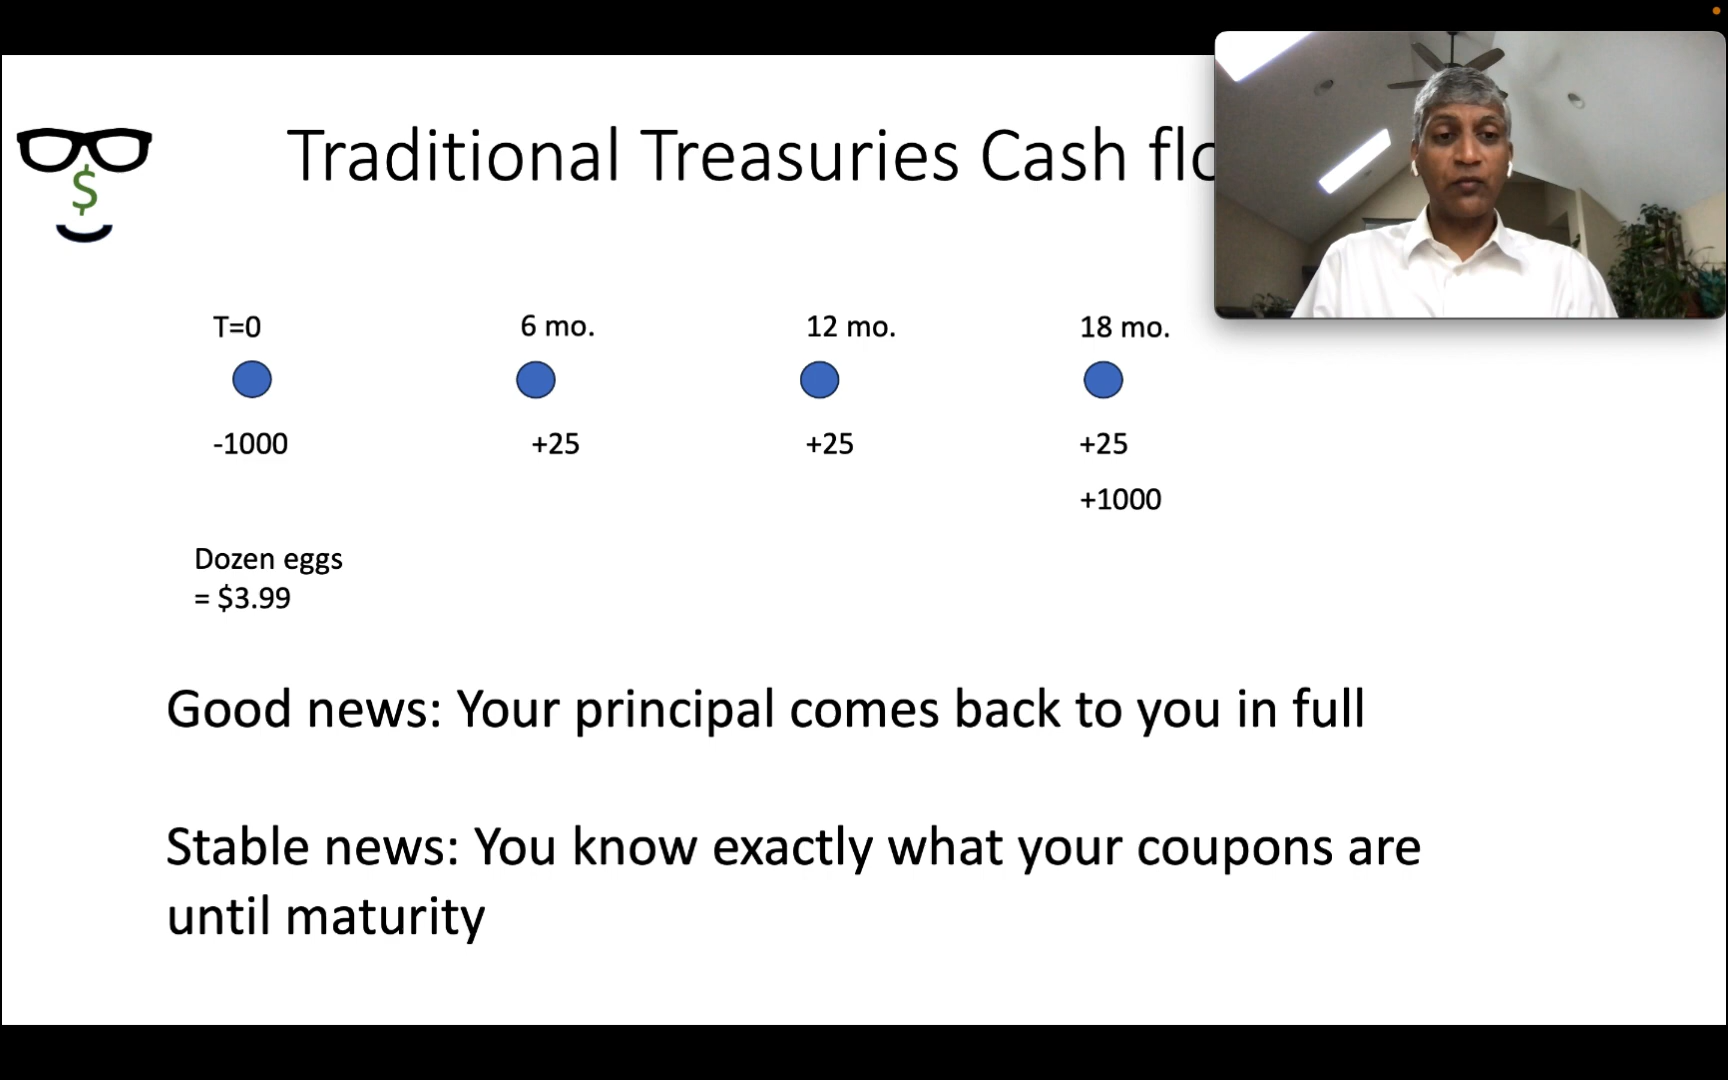 $
Traditional Treasuries Cash
T=0 6 mo. 12 mo. 18 mo.
-1000 +25 +25 +25
+1000
Dozen eggs
= $3.99
Good news: Your principal comes back to you in full
Stable news: You know exactly what your coupons are
until maturity